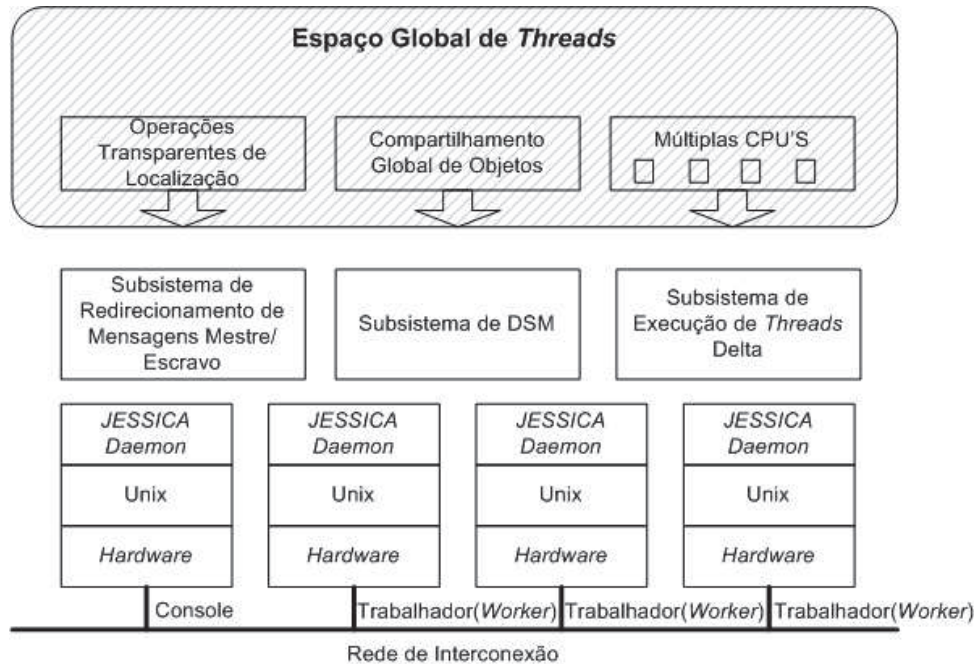 Espaço Global de Threads
Operações
Transparentes de
Localização
Compartilhamento
Global de Objetos
Múltiplas CPU'S
Subsistema de
Redirecionamento de
Mensagens Mestre/
Escravo
Subsistema de DSM
Subsistema de
Execução de Threads
Delta
JESSICA
Daemon
Unix
Hardware
JESSICA
Daemon
Unix
Hardware
JESSICA
Daemon
Unix
Hardware
JESSICA
Daemon
Unix
Hardware
Console
Trabalhador(Worker)
Trabalhador(Worker)
Trabalhador(Worker)
Rede de Interconexão